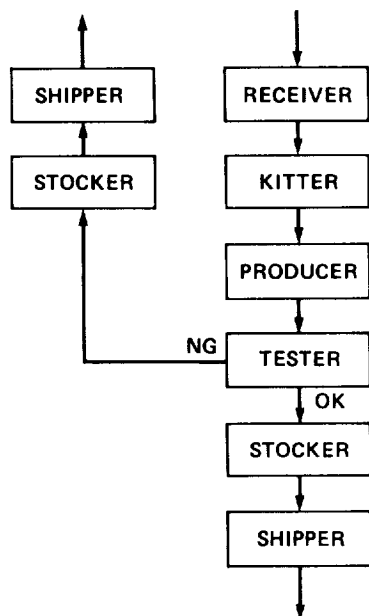 SHIPPER
STOCKER
RECEIVER
KITTER
PRODUCER
NG
TESTER
OK
STOCKER
SHIPPER